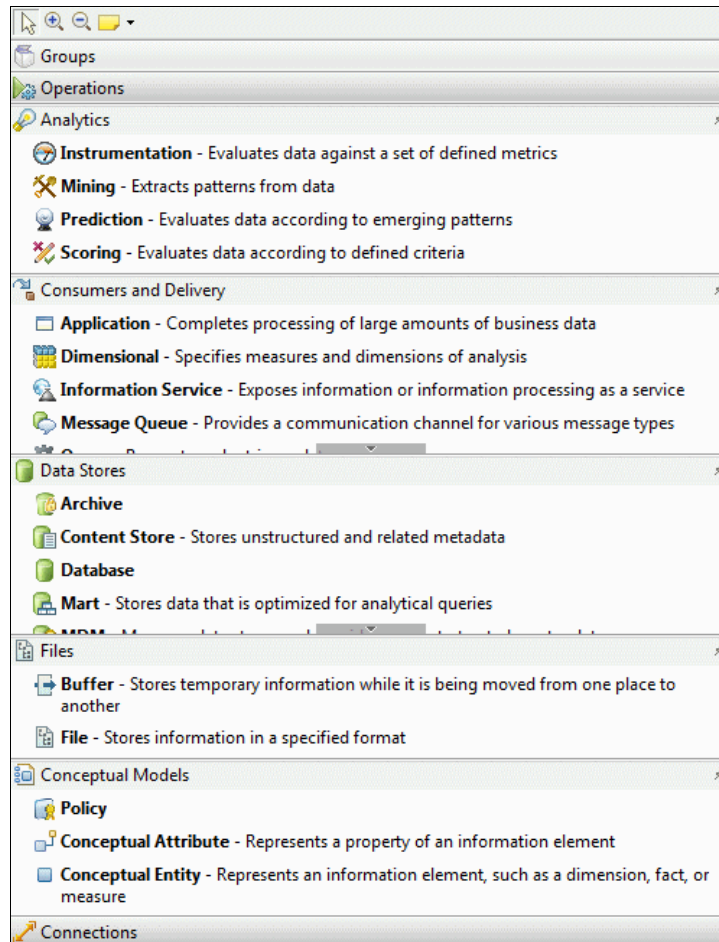 Groups
Operations
Analytics
Instrumentation - Evaluates data against a set of defined metrics
Mining - Extracts patterns from data
Prediction - Evaluates data according to emerging patterns
Scoring - Evaluates data according to defined criteria
Consumers and Delivery
Application - Completes processing of large amounts of business data
Dimensional - Specifies measures and dimensions of analysis
Information Service - Exposes information or information processing as a service
Message Queue - Provides a communication channel for various message types
Data Stores
Archive
Content Store - Stores unstructured and related metadata
Database
Mart - Stores data that is optimized for analytical queries
Files
Buffer - Stores temporary information while it is being moved from one place to
another
File - Stores information in a specified format
Conceptual Models
Policy
Conceptual Attribute - Represents a property of an information element
Conceptual Entity - Represents an information element, such as a dimension, fact, or
measure
Connections